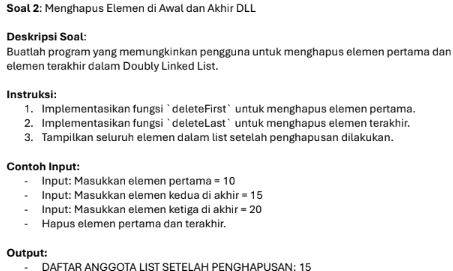 Soal 2: Menghapus Elemen di Awal dan Akhir DLL
Deskripsi Soal:
Buatlah program yang memungkinkan pengguna untuk menghapus elemen pertama dan
elemen terakhir dalam Doubly Linked List.
Instruksi:
1. Implementasikan fungsi `deleteFirst` untuk menghapus elemen pertama.
2. Implementasikan fungsi `deleteLast` untuk menghapus elemen terakhir.
3. Tampilkan seluruh elemen dalam list setelah penghapusan dilakukan.
Contoh Input:
- Input: Masukkan elemen pertama = 10
- Input: Masukkan elemen kedua di akhir = 15
- Input: Masukkan elemen ketiga di akhir = 20
- Hapus elemen pertama dan terakhir.
Output:
- DAFTAR ANGGOTA LIST SETELAH PENGHAPUSAN: 15